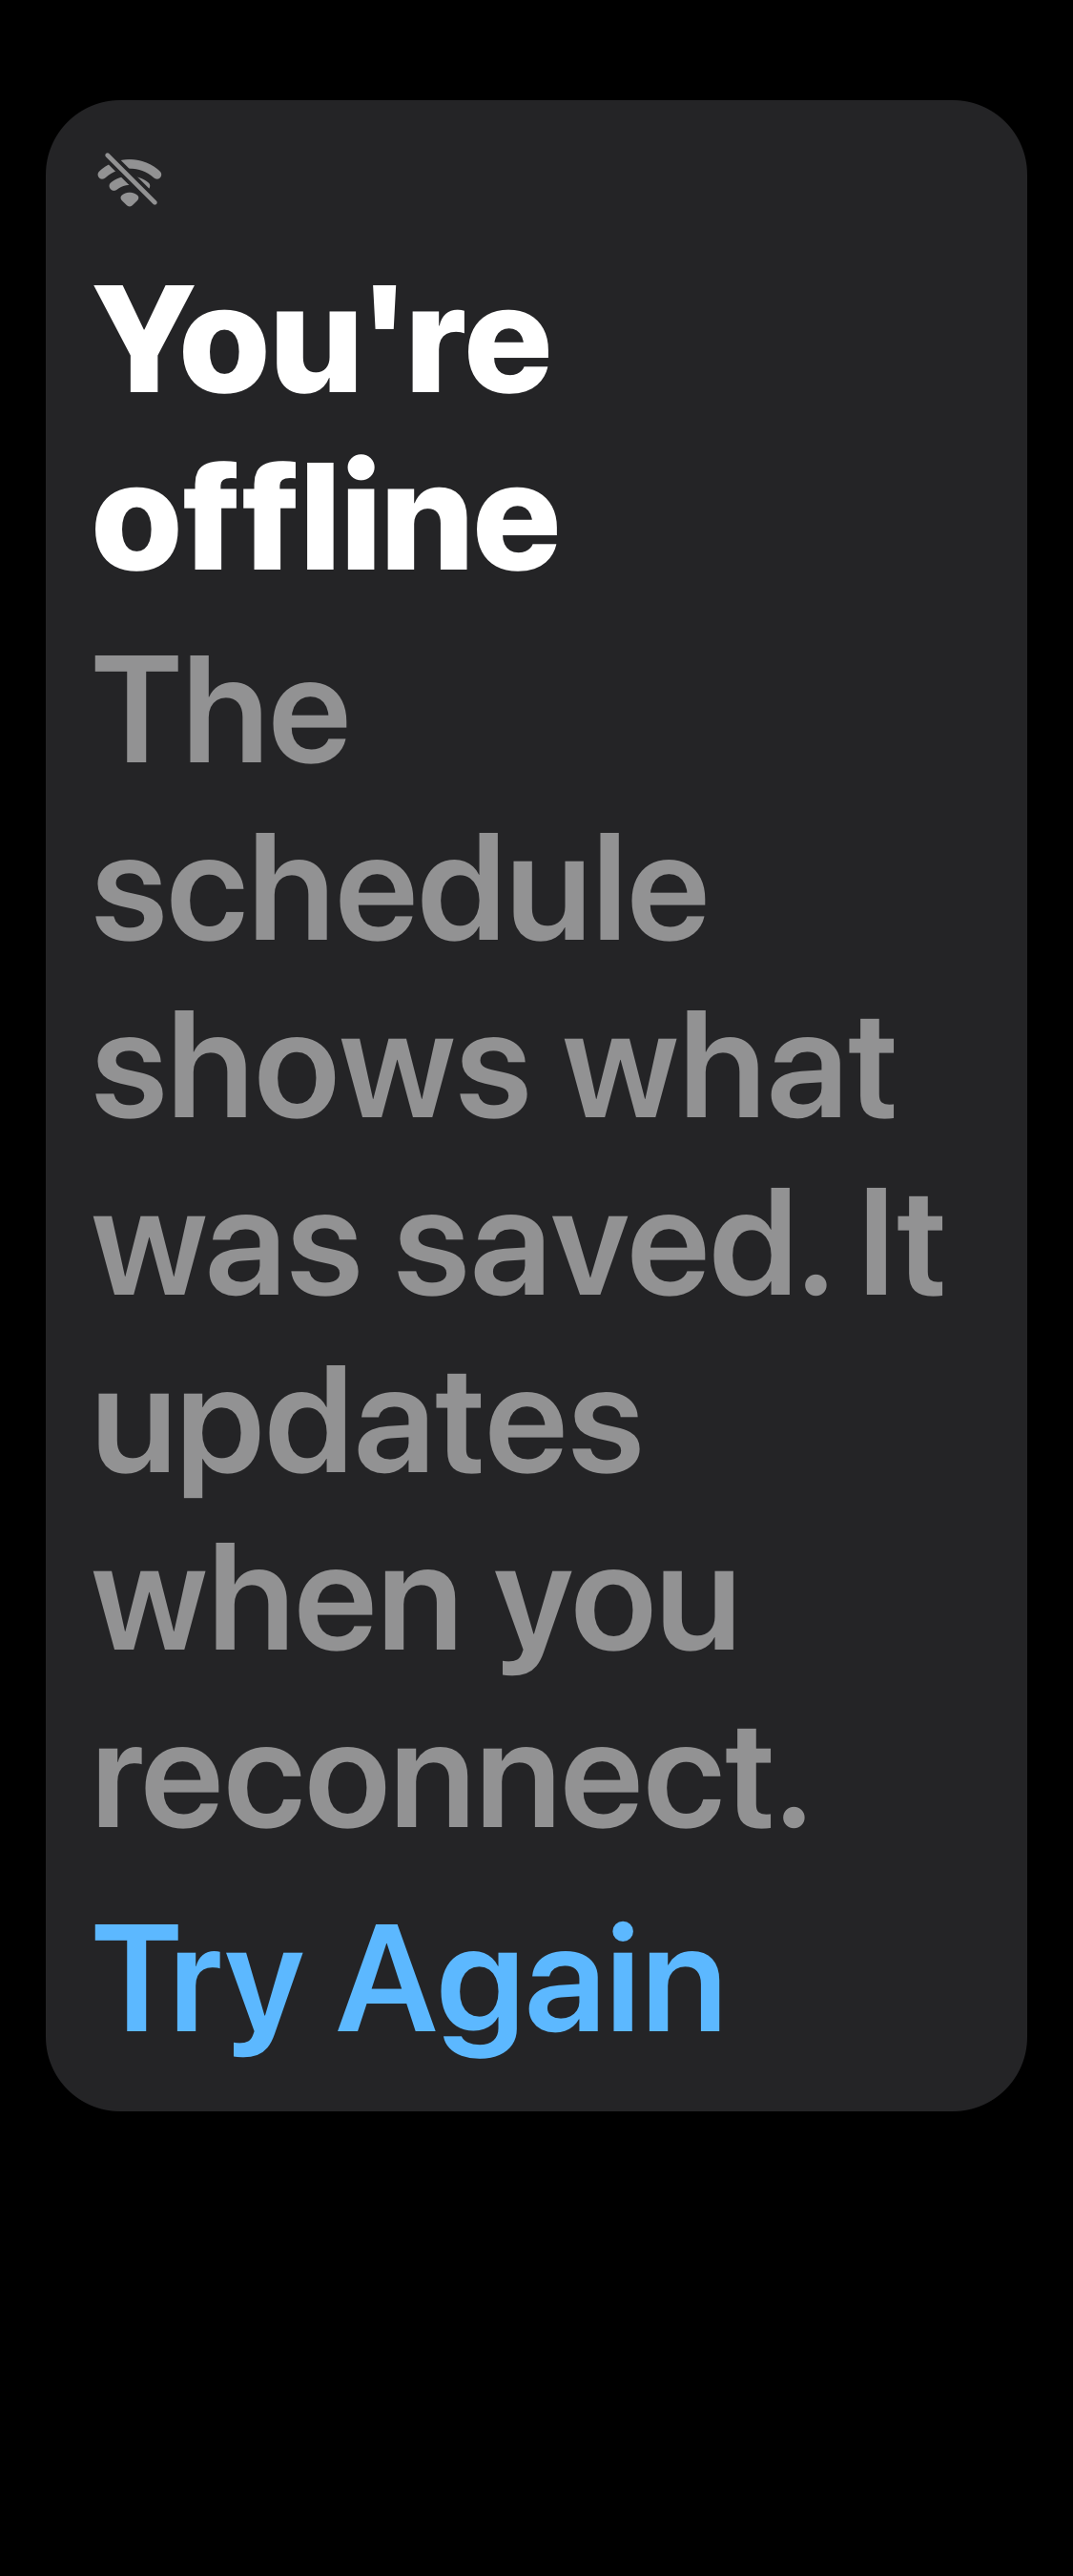 You're
offline
The
schedule
shows what
was saved. It
updates
when you
reconnect.
Try Again